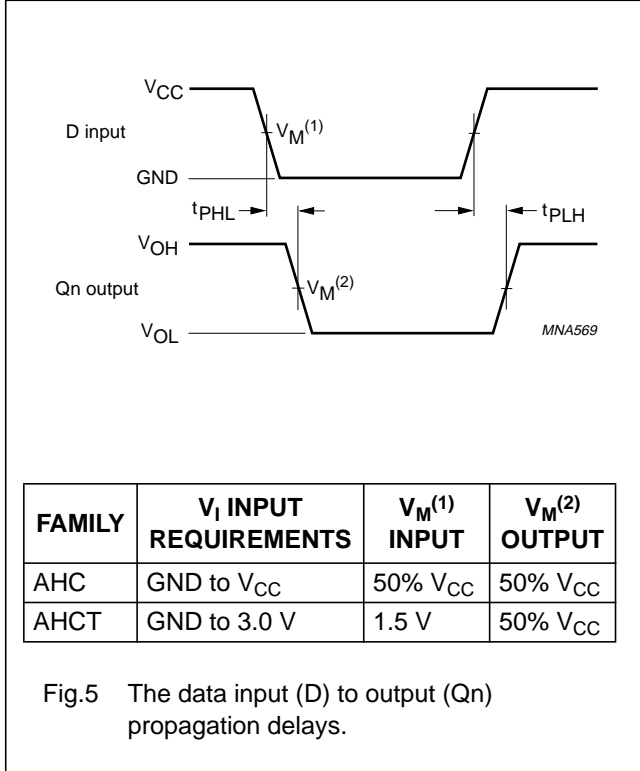 VCC
D input
VM(1)
GND
tPHL
tPLH
VOH
Qn output
VM(2)
VOL
MNA569
FAMILY VI INPUT REQUIREMENTS VM(1) INPUT VM(2) OUTPUT
AHC GND to VCC 50% VCC 50% VCC
AHCT GND to 3.0 V 1.5 V 50% VCC
Fig.5 The data input (D) to output (Qn)
propagation delays.